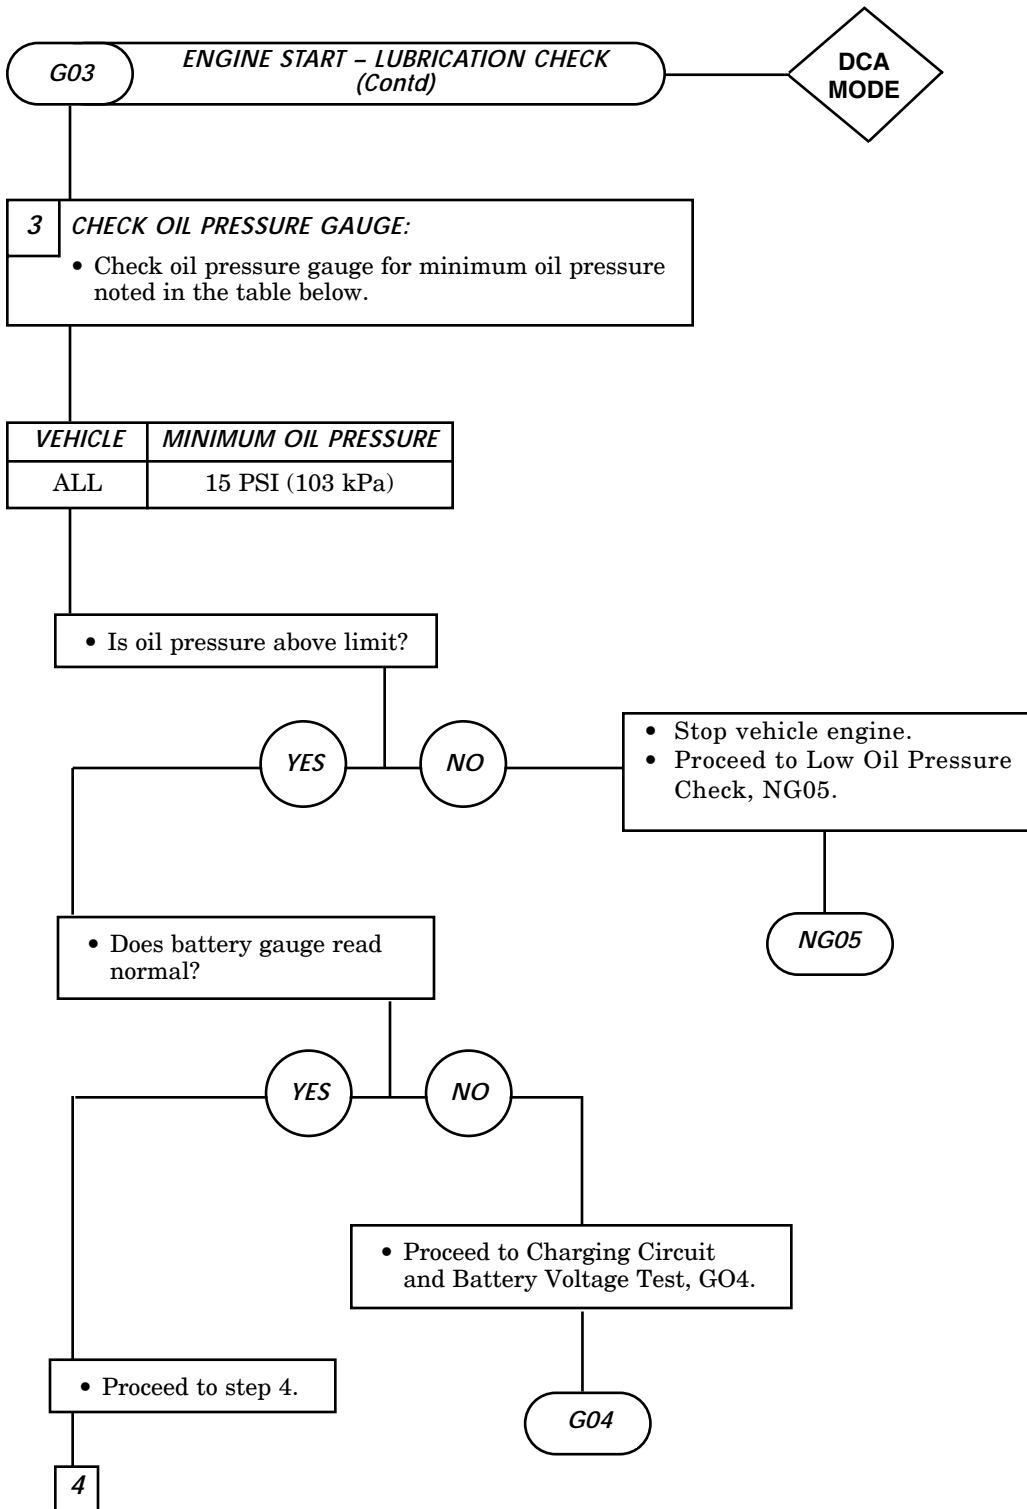 G03
ENGINE START – LUBRICATION CHECK
(Contd)
DCA
MODE
3
CHECK OIL PRESSURE GAUGE:
• Check oil pressure gauge for minimum oil pressure
noted in the table below.
VEHICLE MINIMUM OIL PRESSURE
ALL 15 PSI (103 kPa)
• Is oil pressure above limit?
YES
NO
• Stop vehicle engine.
• Proceed to Low Oil Pressure
Check, NG05.
NG05
• Does battery gauge read
normal?
YES
NO
• Proceed to Charging Circuit
and Battery Voltage Test, GO4.
G04
• Proceed to step 4.
4